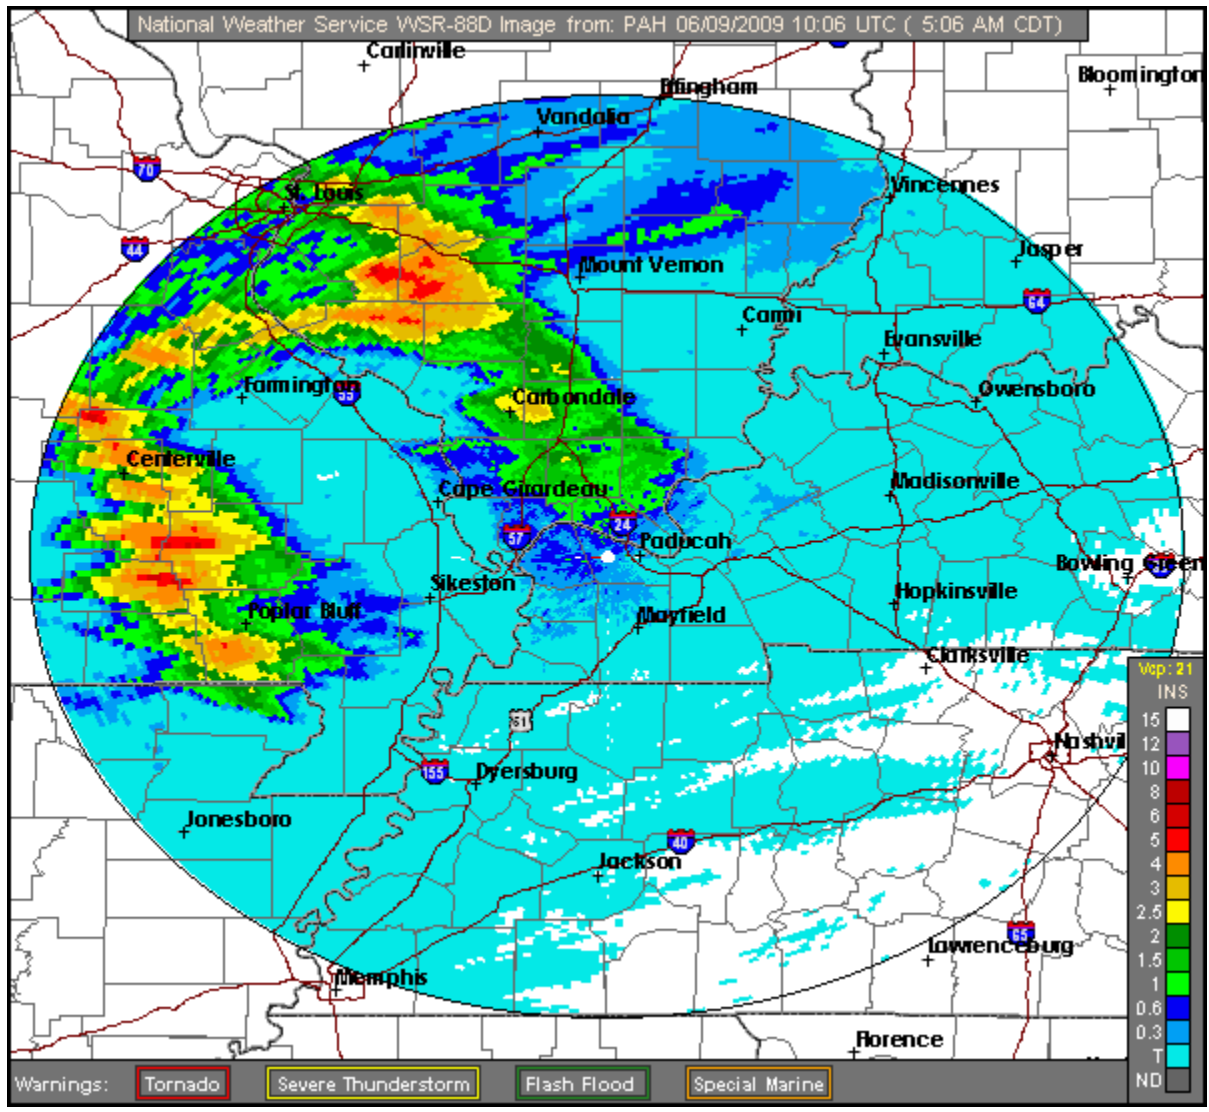 National Weather Service WSR-88D Image from: PAH 06/09/2009 10:06 UTC ( 5:06 AM CDT)
Carlinville
Bloomington
Effingham
Vandalia
70
St. Louis
Vincennes
44
Jasper
Mount Vernon
64
Carmi
Evansville
Farmington
55
Carbondale
Owensboro
Centerville
Cape Girardeau
Madisonville
57
24
Paducah
Bowling Green
Sikeston
Hopkinsville
Poplar Bluff
Mayfield
Clarksville
Vcp: 21
INS
51
15
12
Nashvil
155
Dyersburg
10
8
Jonesboro
6
40
5
Jackson
4
3
2.5
65
2
Lawrenceburg
1.5
Memphis
1
0.6
0.3
Florence
T
ND
Warnings: Tornado Severe Thunderstorm Flash Flood Special Marine